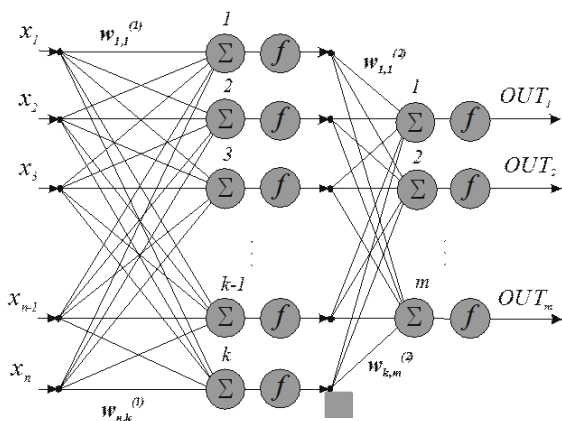 x₁ w₁,₁⁽¹⁾ 1 Σ f w₁,₁⁽²⁾
x₂ 2 Σ f 1 Σ f OUT₁
x₃ 3 Σ f 2 Σ f OUT₂
xₙ₋₁ k-1 Σ f m Σ f OUTₘ
xₙ k Σ f wₖ,ₘ⁽²⁾
wₙ,ₖ⁽¹⁾